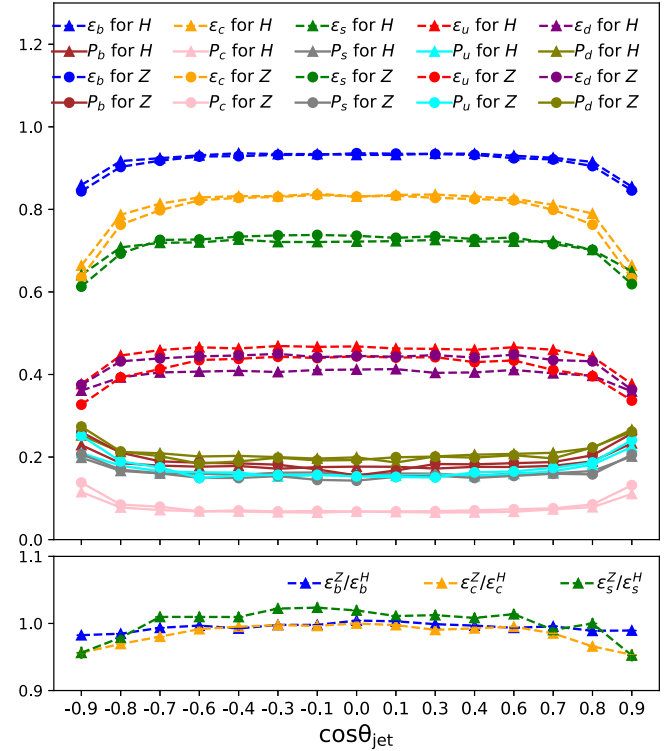 ε_b for H ε_c for H ε_s for H ε_u for H ε_d for H
P_b for H P_c for H P_s for H P_u for H P_d for H
ε_b for Z ε_c for Z ε_s for Z ε_u for Z ε_d for Z
P_b for Z P_c for Z P_s for Z P_u for Z P_d for Z
1.2
1.0
0.8
0.6
0.4
0.2
0.0
1.1
ε_b^Z/ε_b^H ε_c^Z/ε_c^H ε_s^Z/ε_s^H
1.0
0.9
-0.9 -0.8 -0.7 -0.6 -0.4 -0.3 -0.1 0.0 0.1 0.3 0.4 0.6 0.7 0.8 0.9
cosθ_jet